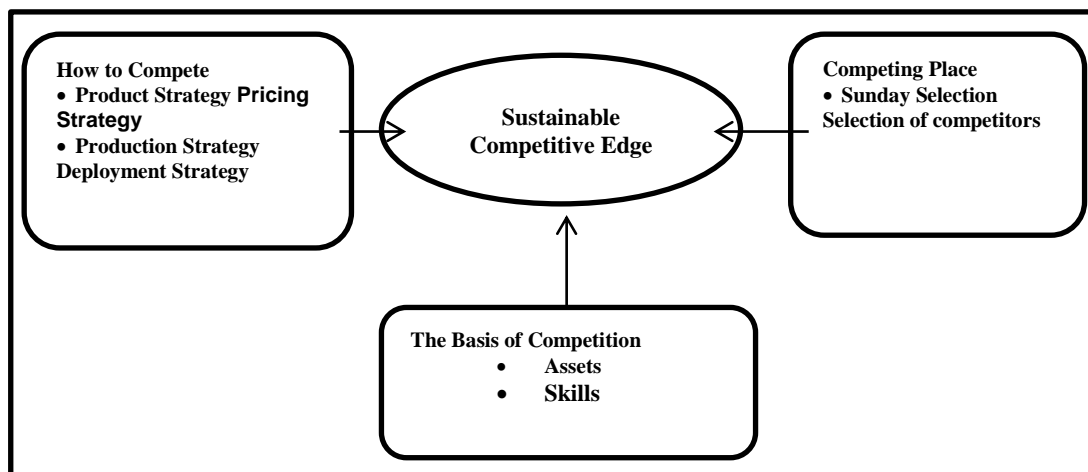 How to Compete
• Product Strategy Pricing
Strategy
• Production Strategy
Deployment Strategy
Sustainable
Competitive Edge
Competing Place
• Sunday Selection
Selection of competitors
The Basis of Competition
• Assets
• Skills